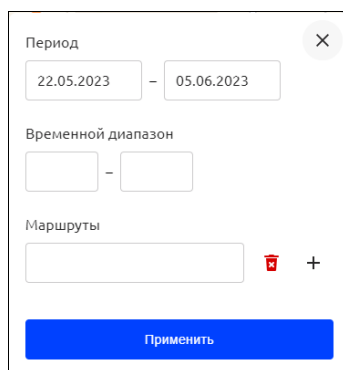 Период
22.05.2023 – 05.06.2023
Временной диапазон
–
Маршруты
Применить